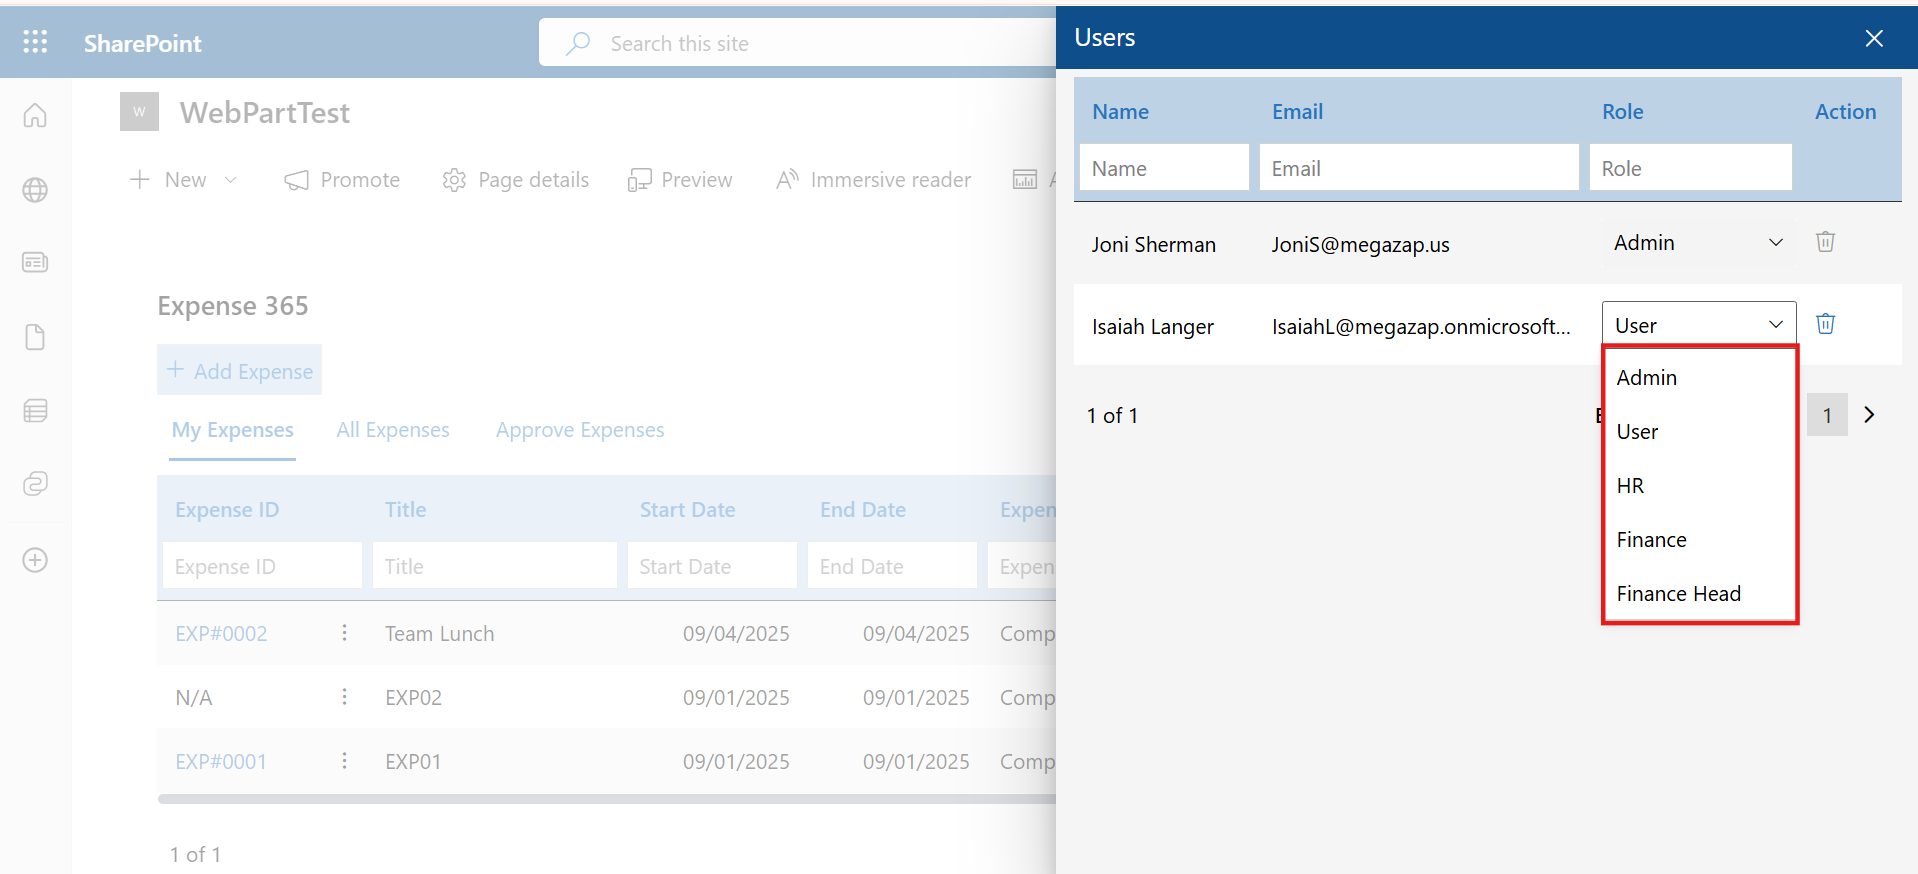 SharePoint
Search this site
Users
W
WebPartTest
New
Promote
Page details
Preview
Immersive reader
A
Name Email Role Action
Name Email Role
Joni Sherman JoniS@megazap.us Admin
Isaiah Langer IsaiahL@megazap.onmicrosoft... User
Admin
User
HR
Finance
Finance Head
1 of 1 1
Expense 365
Add Expense
My Expenses All Expenses Approve Expenses
Expense ID Title Start Date End Date Expen
Expense ID Title Start Date End Date Expen
EXP#0002 Team Lunch 09/04/2025 09/04/2025 Comp
N/A EXP02 09/01/2025 09/01/2025 Comp
EXP#0001 EXP01 09/01/2025 09/01/2025 Comp
1 of 1